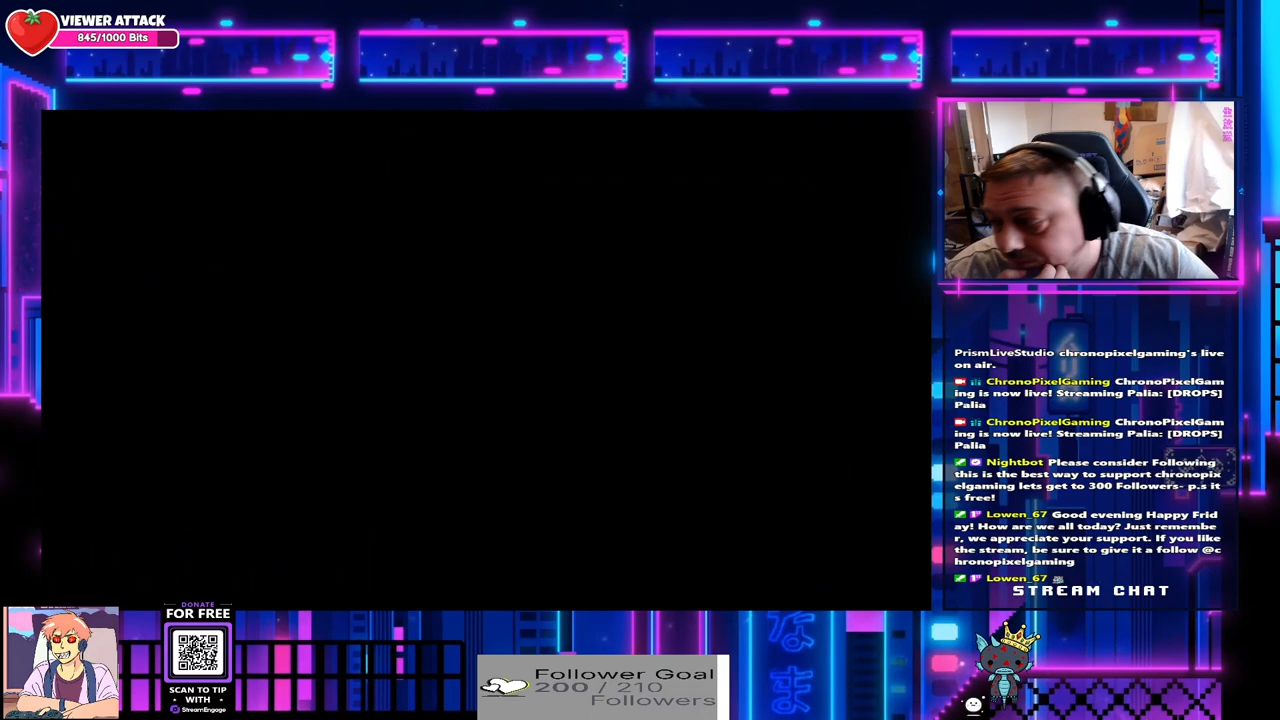 VIEWER ATTACK
845/1000 Bits
PrismLiveStudio chronopixelgaming's live
on air.
ChronoPixelGaming ChronoPixelGam
ing is now live! Streaming Palia: [DROPS]
Palia
ChronoPixelGaming ChronoPixelGam
ing is now live! Streaming Palia: [DROPS]
Palia
Nightbot Please consider Following
this is the best way to support chronopix
elgaming lets get to 300 Followers- p.s it
s free!
Lowen_67 Good evening Happy Frid
ay! How are we all today? Just remembe
r, we appreciate your support. If you like
the stream, be sure to give it a follow @c
hronopixelgaming
Lowen_67
STREAM CHAT
DONATE
FOR FREE
SCAN TO TIP
WITH
StreamEngage
Follower Goal
200 / 210
Followers
なま